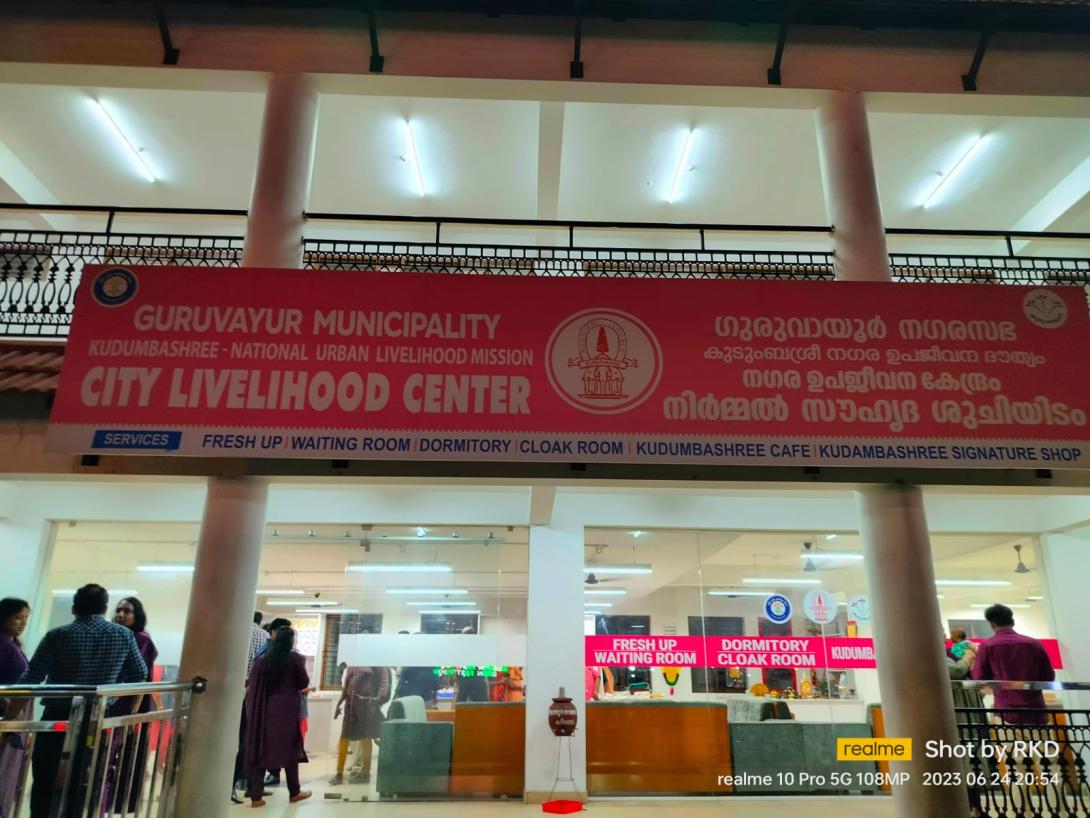 GURUVAYUR MUNICIPALITY
KUDUMBASHREE - NATIONAL URBAN LIVELIHOOD MISSION
CITY LIVELIHOOD CENTER
ഗുരുവായൂർ നഗരസഭ
കുടുംബശ്രീ നഗര ഉപജീവന ദൗത്യം
നഗര ഉപജീവന കേന്ദ്രം
നിർമ്മൽ സൗഹൃദ ശുചിയിടം
SERVICES FRESH UP | WAITING ROOM | DORMITORY | CLOAK ROOM | KUDUMBASHREE CAFE | KUDAMBASHREE SIGNATURE SHOP
FRESH UP
WAITING ROOM
DORMITORY
CLOAK ROOM
KUDUMB
realme Shot by RKD
realme 10 Pro 5G 108MP 2023 06 24 20:54